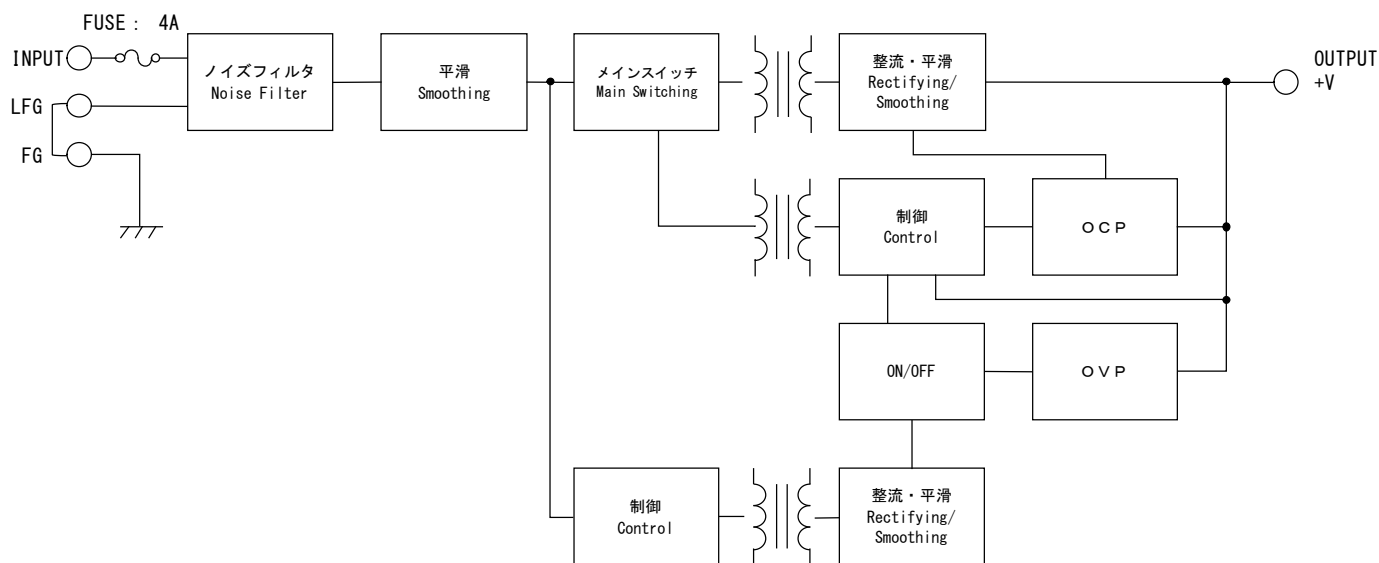 FUSE : 4A
INPUT
LFG
FG
ノイズフィルタ
Noise Filter
平滑
Smoothing
メインスイッチ
Main Switching
整流・平滑
Rectifying/
Smoothing
OUTPUT
+V
制御
Control
ＯＣＰ
ON/OFF
ＯＶＰ
制御
Control
整流・平滑
Rectifying/
Smoothing